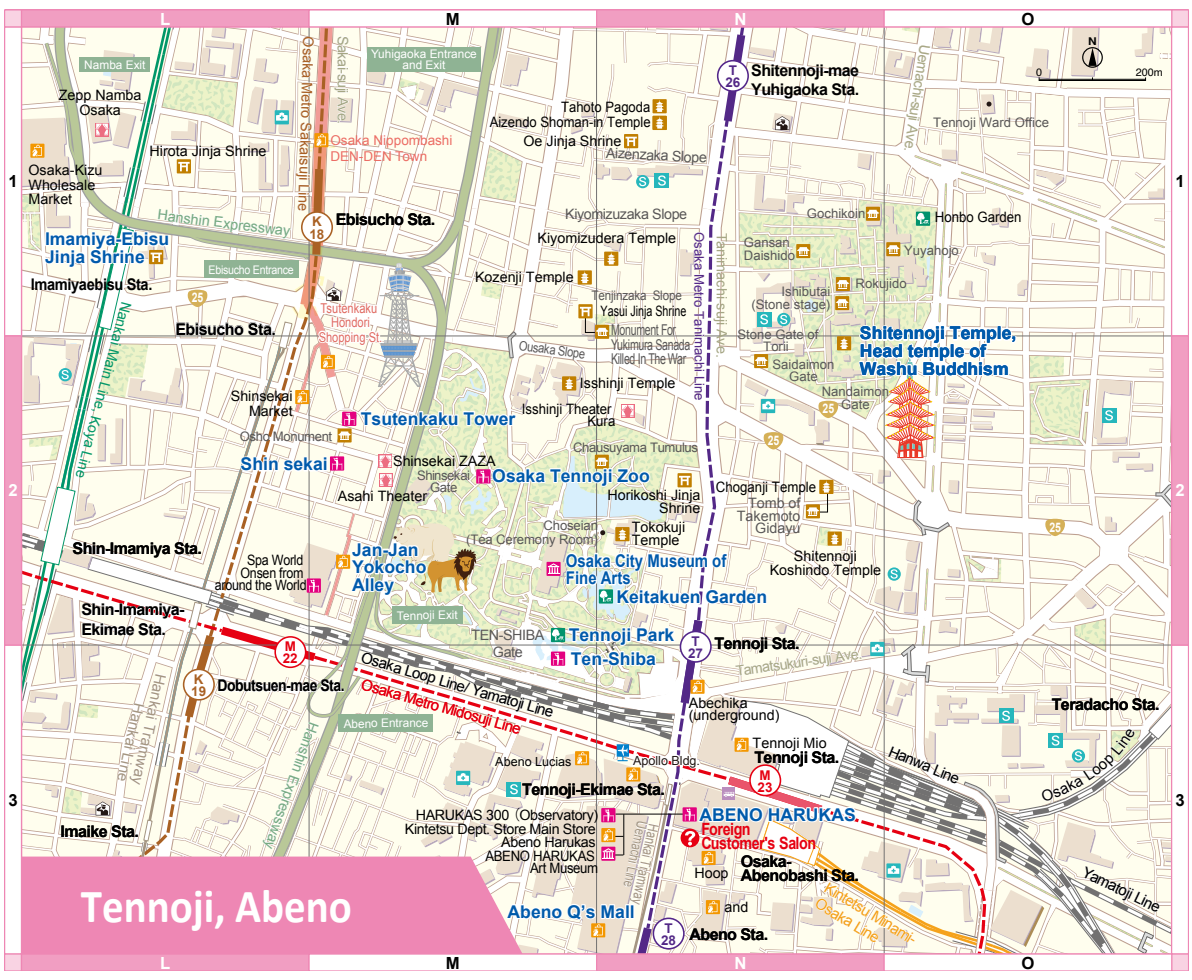 L
M
N
O
Namba Exit
Zepp Namba
Osaka
Osaka-Kizu
Wholesale
Market
Hirota Jinja Shrine
Osaka Metro Sakaisuji Line
Sakai-suji Ave.
Yuhigaoka Entrance
and Exit
Osaka Nippombashi
DEN-DEN Town
Hanshin Expressway
K
18
Ebisucho Sta.
1
Imamiya-Ebisu
Jinja Shrine
Imamiyaebisu Sta.
Ebisucho Entrance
25
Ebisucho Sta.
Tsutenkaku
Hondori,
Shopping-St.
Nankai Main Line, Koya Line
Tahoto Pagoda
Aizendo Shoman-in Temple
Oe Jinja Shrine
Aizenzaka Slope
S
S
Kiyomizuzaka Slope
Kiyomizudera Temple
Kozenji Temple
Tenjinzaka Slope
Yasui Jinja Shrine
Monument For
Yukimura Sanada
Killed In The War
Ousaka Slope
T
26
Shitennoji-mae
Yuhigaoka Sta.
Osaka Metro Tanimachi Line
Tanimachi-suji Ave.
Uemachi-suji Ave.
N
0
200m
Tennoji Ward Office
Gochikoin
Honbo Garden
Gansan
Daishido
Yuyahojo
Rokujido
Ishibutai
(Stone stage)
S
S
Stone Gate of
Torii
Saidaimon
Gate
Shitennoji Temple,
Head temple of
Washu Buddhism
Nandaimon
Gate
25
25
25
1
S
S
2
Shinsekai
Market
Tsutenkaku Tower
Osho Monument
Shin sekai
Shinsekai ZAZA
Shinsekai
Gate
Asahi Theater
Osaka Tennoji Zoo
Isshinji Temple
Isshinji Theater
Kura
Chausuyama Tumulus
Horikoshi Jinja
Shrine
Choseian
(Tea Ceremony Room)
Tokokuji
Temple
Choganji Temple
Tomb of
Takemoto
Gidayu
Shitennoji
Koshindo Temple
S
2
Shin-Imamiya Sta.
Spa World
Onsen from
around the World
Jan-Jan
Yokocho
Alley
Osaka City Museum of
Fine Arts
Keitakuen Garden
Shin-Imamiya-
Ekimae Sta.
Tennoji Exit
TEN-SHIBA
Gate
Tennoji Park
Ten-Shiba
M
22
T
27
Tennoji Sta.
Tamatsukuri-suji Ave.
K
19
Dobutsuen-mae Sta.
Osaka Loop Line/ Yamatoji Line
Osaka Metro Midosuji Line
Abeno Entrance
Hankai Tramway
Hankai Line
Hanshin Expressway
Abechika
(underground)
Teradacho Sta.
S
S
S
Hanwa Line
Osaka Loop Line
Abeno Lucias
Apollo Bldg.
Tennoji Mio
Tennoji Sta.
M
23
S
Tennoji-Ekimae Sta.
3
3
Imaike Sta.
HARUKAS 300 (Observatory)
Kintetsu Dept. Store Main Store
Abeno Harukas
ABENO HARUKAS
Art Museum
Hankai Tramway
Uemachi Line
ABENO HARUKAS
?
Foreign
Customer's Salon
Hoop
Osaka-
Abenobashi Sta.
Kintetsu Minami-
Osaka Line
Yamatoji Line
Abeno Q's Mall
and
T
28
Abeno Sta.
Tennoji, Abeno
L
M
N
O